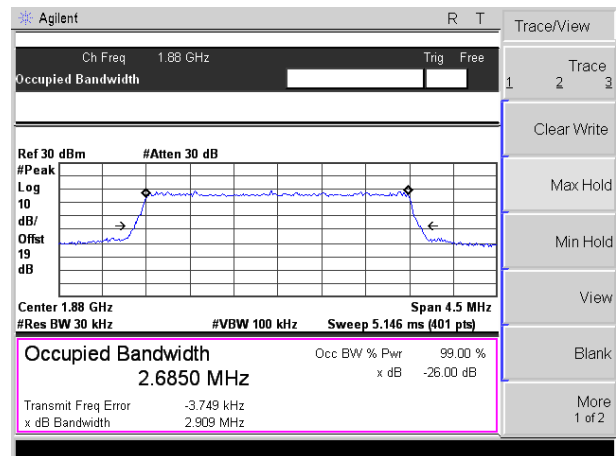 Agilent R T
Ch Freq 1.88 GHz Trig Free
Occupied Bandwidth
Ref 30 dBm #Atten 30 dB
#Peak
Log
10
dB/
Offst
19
dB
Center 1.88 GHz Span 4.5 MHz
#Res BW 30 kHz #VBW 100 kHz Sweep 5.146 ms (401 pts)
Occupied Bandwidth Occ BW % Pwr 99.00 %
2.6850 MHz x dB -26.00 dB
Transmit Freq Error -3.749 kHz
x dB Bandwidth 2.909 MHz
Trace/View
Trace
1 2 3
Clear Write
Max Hold
Min Hold
View
Blank
More
1 of 2